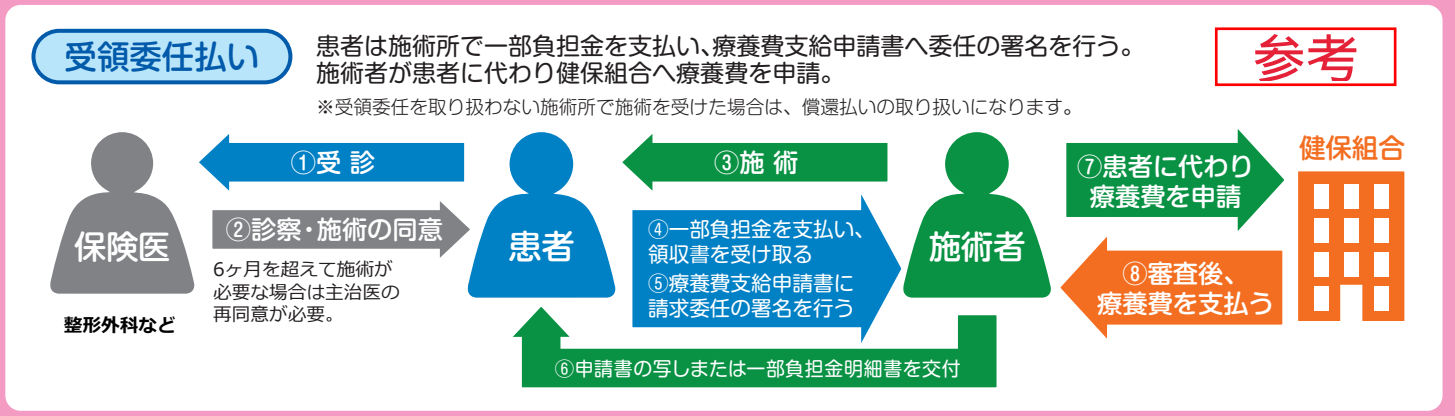 受領委任払い
患者は施術所で一部負担金を支払い、療養費支給申請書へ委任の署名を行う。
施術者が患者に代わり健保組合へ療養費を申請。
※受領委任を取り扱わない施術所で施術を受けた場合は、償還払いの取り扱いになります。
参考
①受 診
②診察・施術の同意
6ヶ月を超えて施術が
必要な場合は主治医の
再同意が必要。
保険医
整形外科など
患者
③施 術
④一部負担金を支払い、
領収書を受け取る
⑤療養費支給申請書に
請求委任の署名を行う
⑥申請書の写しまたは一部負担金明細書を交付
施術者
⑦患者に代わり
療養費を申請
⑧審査後、
療養費を支払う
健保組合